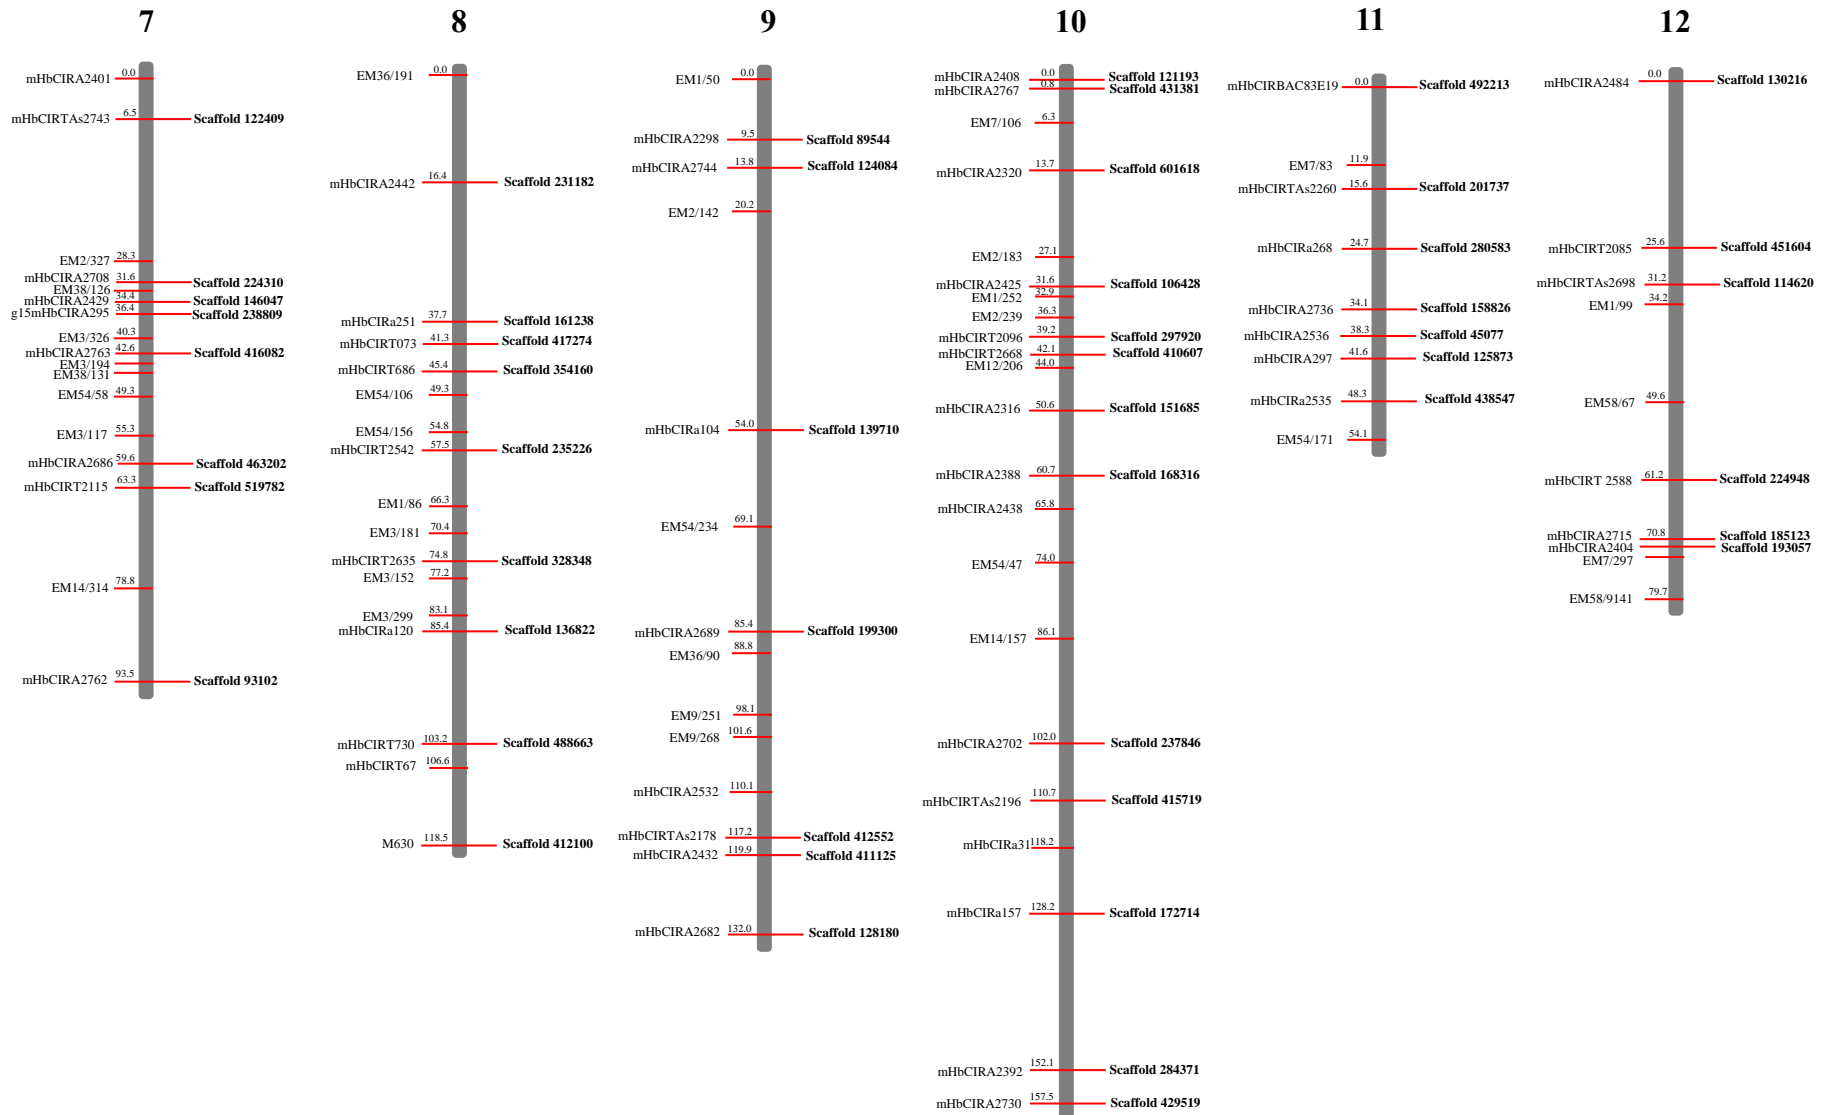 7
mHbCIRA2401 0.0
mHbCIRTAs2743 6.5 Scaffold 122409
EM2/327 28.3
mHbCIRA2708 31.6 Scaffold 224310
EM38/126
mHbCIRA2429 34.4 Scaffold 146047
g15mHbCIRA295 36.4 Scaffold 238809
EM3/326 40.3
mHbCIRA2763 42.6 Scaffold 416082
EM3/194
EM38/131
EM54/58 49.3
EM3/117 55.3
mHbCIRA2686 59.6 Scaffold 463202
mHbCIRT2115 63.3 Scaffold 519782
EM14/314 78.8
mHbCIRA2762 93.5 Scaffold 93102
8
EM36/191 0.0
mHbCIRA2442 16.4 Scaffold 231182
mHbCIRa251 37.7 Scaffold 161238
mHbCIRT073 41.3 Scaffold 417274
mHbCIRT686 45.4 Scaffold 354160
EM54/106 49.3
EM54/156 54.8
mHbCIRT2542 57.5 Scaffold 235226
EM1/86 66.3
EM3/181 70.4
mHbCIRT2635 74.8 Scaffold 328348
EM3/152 77.2
EM3/299 83.1
mHbCIRa120 85.4 Scaffold 136822
mHbCIRT730 103.2 Scaffold 488663
mHbCIRT67 106.6
M630 118.5 Scaffold 412100
9
EM1/50 0.0
mHbCIRA2298 9.5 Scaffold 89544
mHbCIRA2744 13.8 Scaffold 124084
EM2/142 20.2
mHbCIRa104 54.0 Scaffold 139710
EM54/234 69.1
mHbCIRA2689 85.4 Scaffold 199300
EM36/90 88.8
EM9/251 98.1
EM9/268 101.6
mHbCIRA2532 110.1
mHbCIRTAs2178 117.2 Scaffold 412552
mHbCIRA2432 119.9 Scaffold 411125
mHbCIRA2682 132.0 Scaffold 128180
10
mHbCIRA2408 0.0 Scaffold 121193
mHbCIRA2767 0.8 Scaffold 431381
EM7/106 6.3
mHbCIRA2320 13.7 Scaffold 601618
EM2/183 27.1
mHbCIRA2425 31.6 Scaffold 106428
EM1/252 32.9
EM2/239 36.3
mHbCIRT2096 39.2 Scaffold 297920
mHbCIRT2668 42.1 Scaffold 410607
EM12/206 44.0
mHbCIRA2316 50.6 Scaffold 151685
mHbCIRA2388 60.7 Scaffold 168316
mHbCIRA2438 65.8
EM54/47 74.0
EM14/157 86.1
mHbCIRA2702 102.0 Scaffold 237846
mHbCIRTAs2196 110.7 Scaffold 415719
mHbCIRa31 118.2
mHbCIRa157 128.2 Scaffold 172714
mHbCIRA2392 152.1 Scaffold 284371
mHbCIRA2730 157.5 Scaffold 429519
11
mHbCIRBAC83E19 0.0 Scaffold 492213
EM7/83 11.9
mHbCIRTAs2260 15.6 Scaffold 201737
mHbCIRa268 24.7 Scaffold 280583
mHbCIRA2736 34.1 Scaffold 158826
mHbCIRA2536 38.3 Scaffold 45077
mHbCIRA297 41.6 Scaffold 125873
mHbCIRa2535 48.3 Scaffold 438547
EM54/171 54.1
12
mHbCIRA2484 0.0 Scaffold 130216
mHbCIRT2085 25.6 Scaffold 451604
mHbCIRTAs2698 31.2 Scaffold 114620
EM1/99 34.2
EM58/67 49.6
mHbCIRT 2588 61.2 Scaffold 224948
mHbCIRA2715 70.8 Scaffold 185123
mHbCIRA2404 Scaffold 193057
EM7/297
EM58/9141 79.7